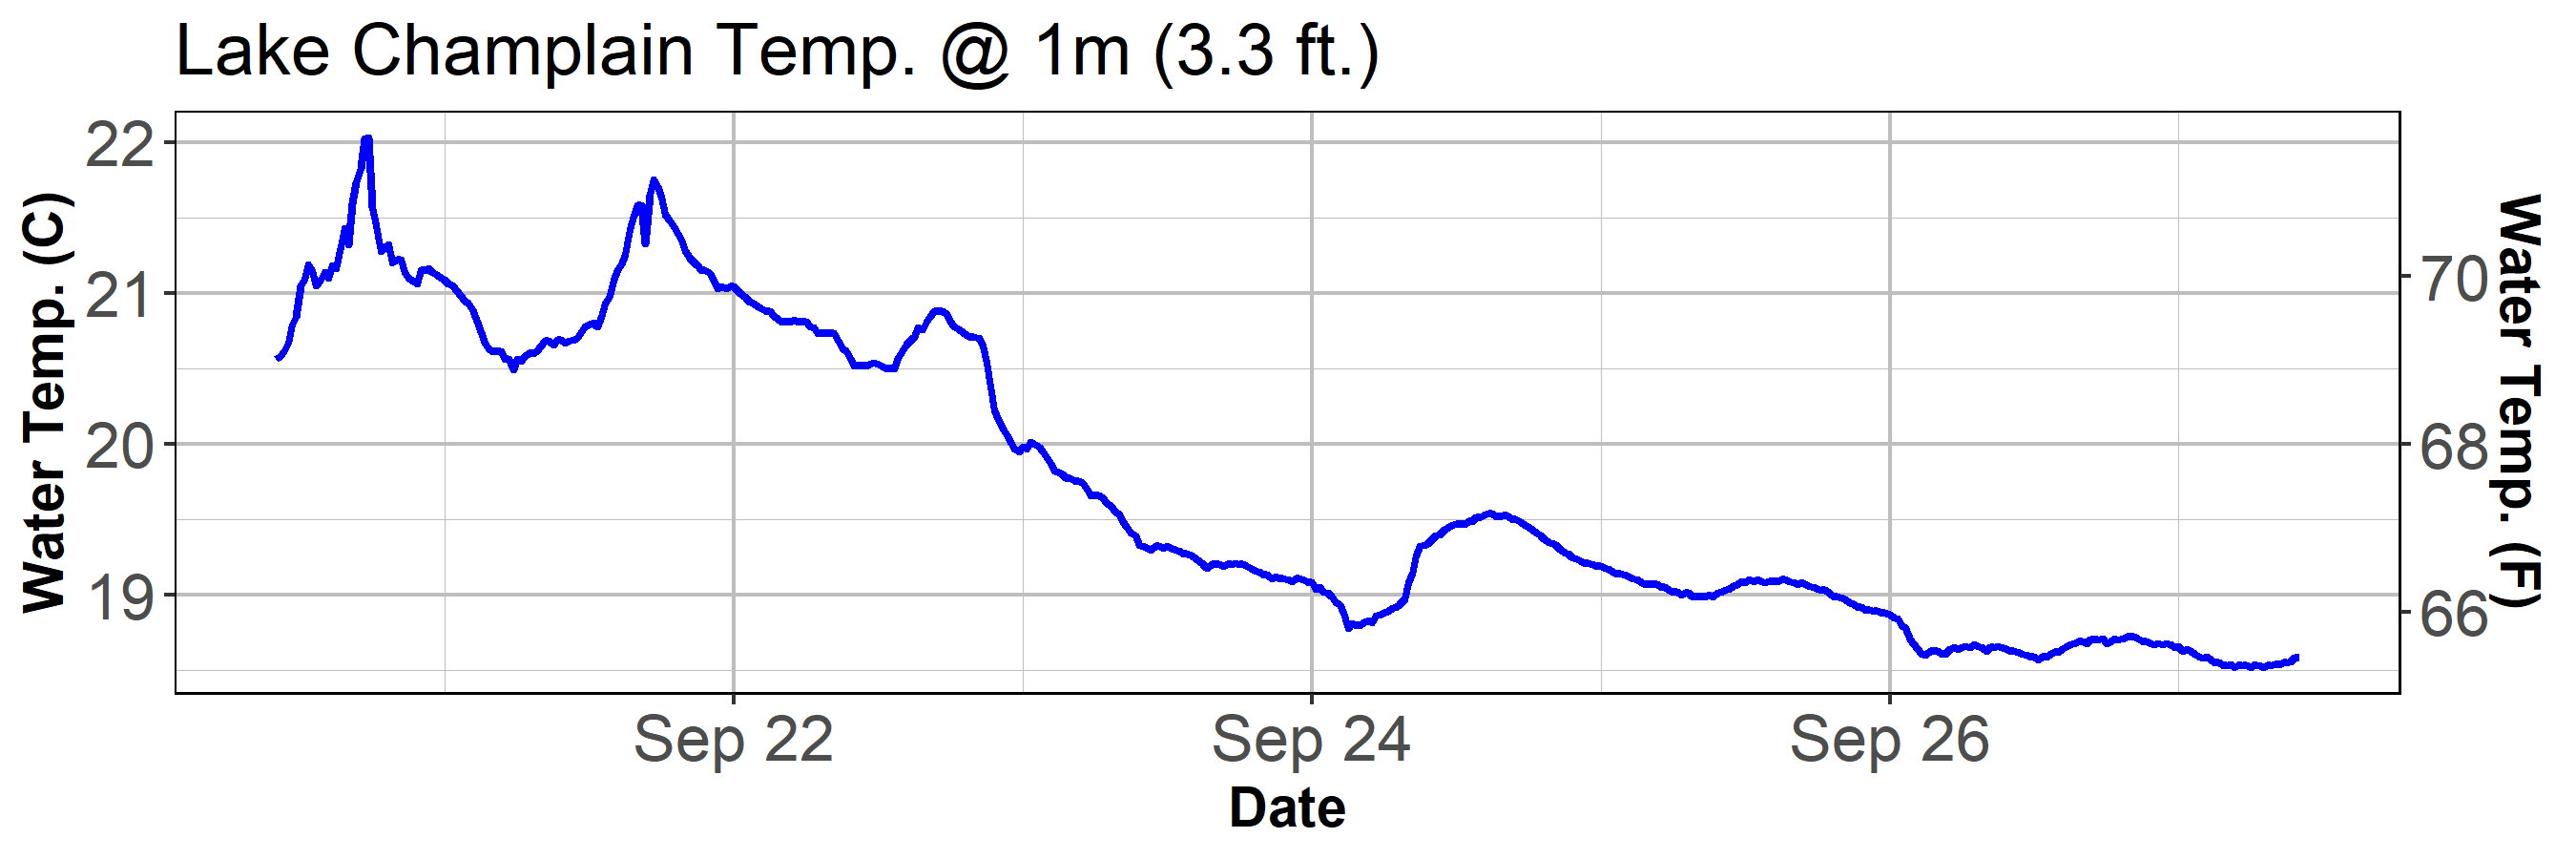 Lake Champlain Temp. @ 1m (3.3 ft.)
Water Temp. (C)
22
21
20
19
70
68
66
Water Temp. (F)
Sep 22
Sep 24
Sep 26
Date